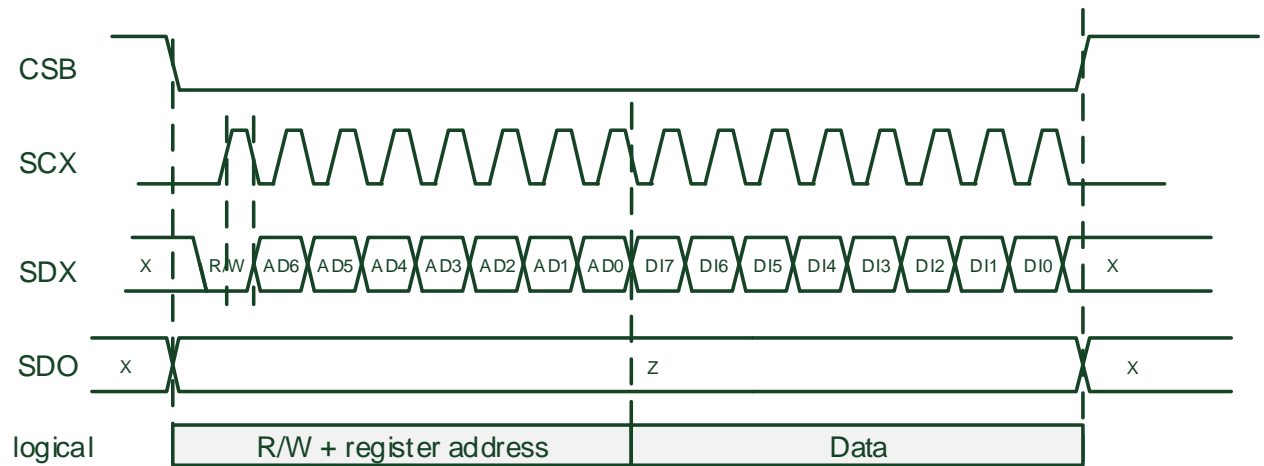 CSB
SCX
SDX X R/W AD6 AD5 AD4 AD3 AD2 AD1 AD0 DI7 DI6 DI5 DI4 DI3 DI2 DI1 DI0 X
SDO X Z X
logical R/W + register address Data